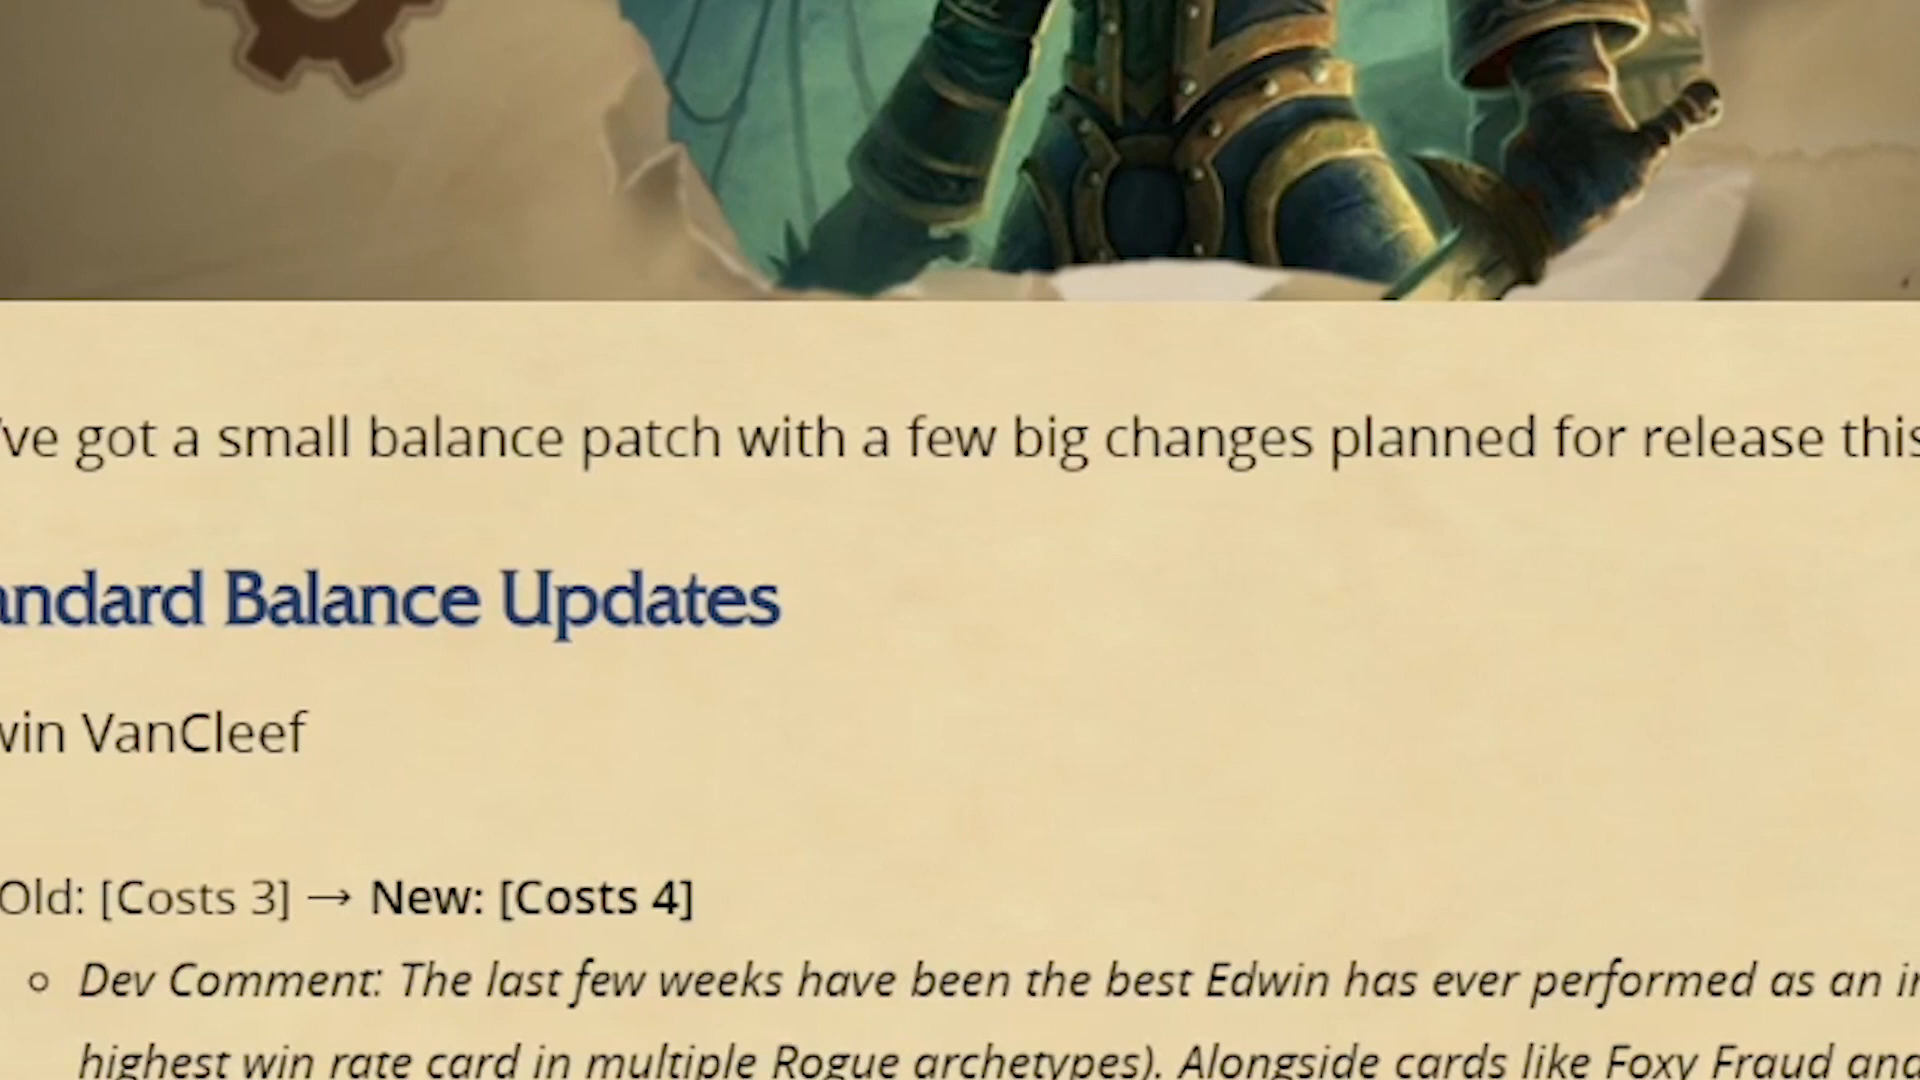 've got a small balance patch with a few big changes planned for release this
andard Balance Updates
win VanCleef
Old: [Costs 3] → New: [Costs 4]
Dev Comment: The last few weeks have been the best Edwin has ever performed as an
highest win rate card in multiple Rogue archetypes). Alongside cards like Foxy Fraud and